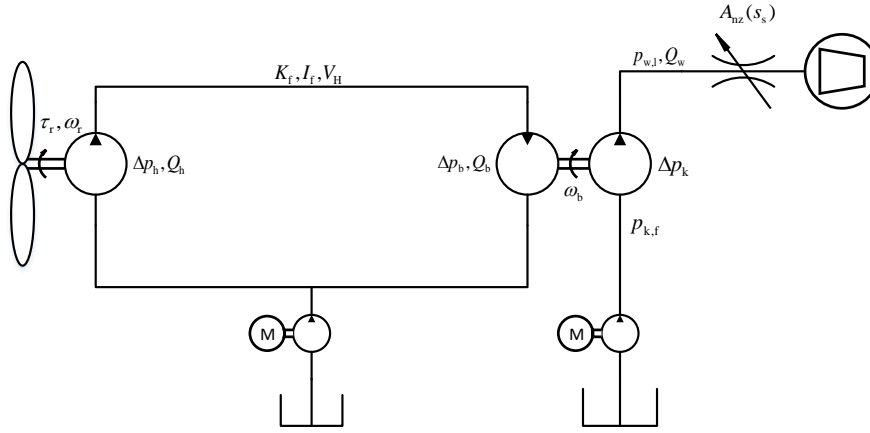 A_nz(s_s)
p_w,l, Q_w
K_f, I_f, V_H
τ_r, ω_r
Δp_h, Q_h
Δp_b, Q_b
Δp_k
ω_b
p_k,f
M
M